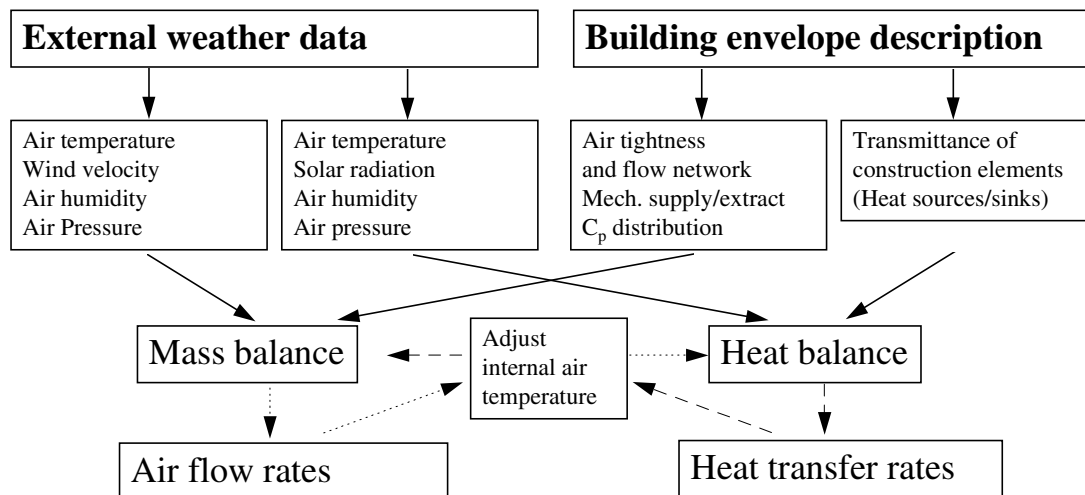 External weather data
Building envelope description
Air temperature
Wind velocity
Air humidity
Air Pressure
Air temperature
Solar radiation
Air humidity
Air pressure
Air tightness
and flow network
Mech. supply/extract
Cₚ distribution
Transmittance of
construction elements
(Heat sources/sinks)
Mass balance
Adjust
internal air
temperature
Heat balance
Air flow rates
Heat transfer rates